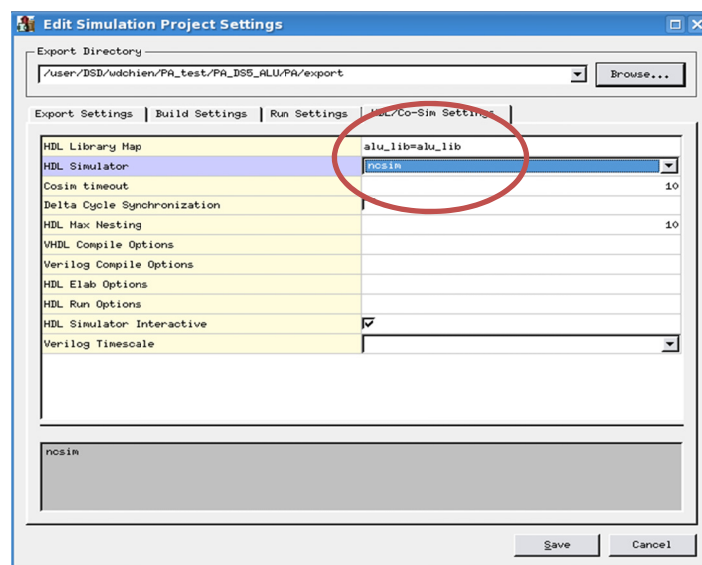 Edit Simulation Project Settings
Export Directory
/user/DSD/wdchien/PA_test/PA_DS5_ALU/PA/export
Browse...
Export Settings Build Settings Run Settings HDL/Co-Sim Settings
HDL Library Map alu_lib=alu_lib
HDL Simulator ncsim
Cosim timeout 10
Delta Cycle Synchronization
HDL Max Nesting 10
VHDL Compile Options
Verilog Compile Options
HDL Elab Options
HDL Run Options
HDL Simulator Interactive
Verilog Timescale
ncsim
Save Cancel